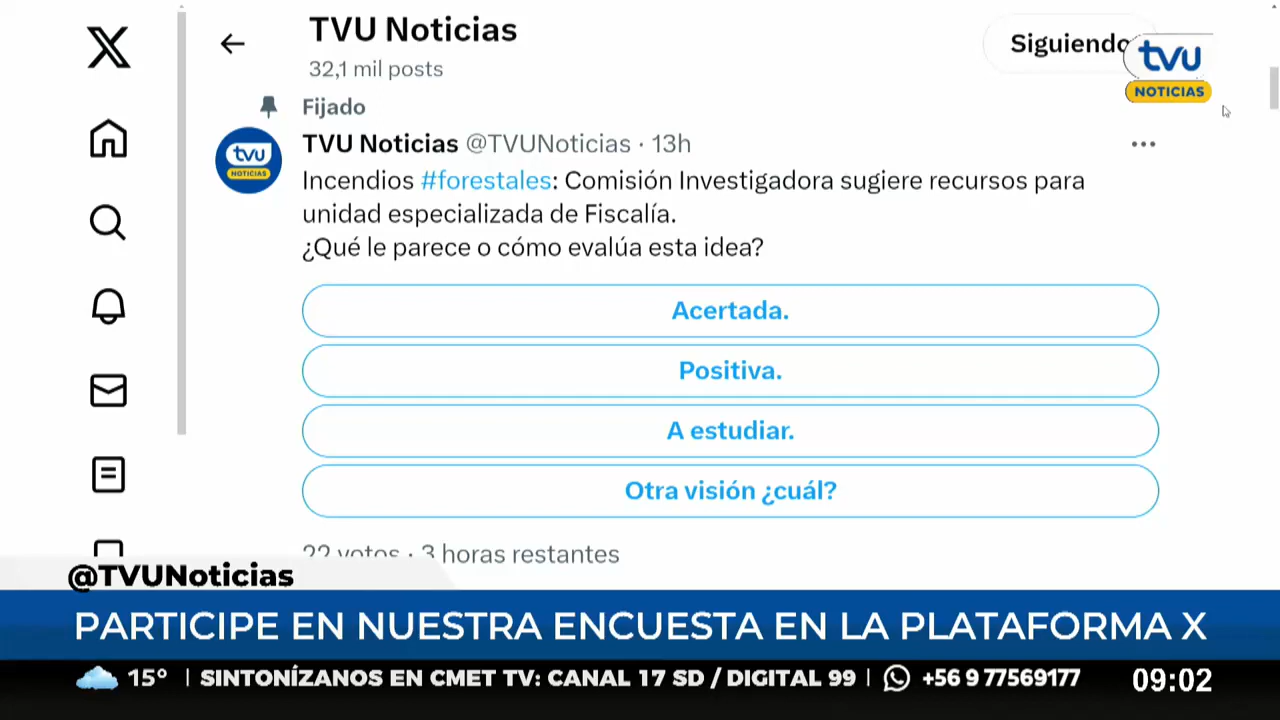 TVU Noticias
32,1 mil posts
Siguiendo
tvu
NOTICIAS
Fijado
TVU Noticias @TVUNoticias · 13h
tvu
NOTICIAS
Incendios #forestales: Comisión Investigadora sugiere recursos para
unidad especializada de Fiscalía.
¿Qué le parece o cómo evalúa esta idea?
Acertada.
Positiva.
A estudiar.
Otra visión ¿cuál?
22 votos · 3 horas restantes
@TVUNoticias
PARTICIPE EN NUESTRA ENCUESTA EN LA PLATAFORMA X
15° | SINTONÍZANOS EN CMET TV: CANAL 17 SD / DIGITAL 99 | +56 9 77569177
09:02